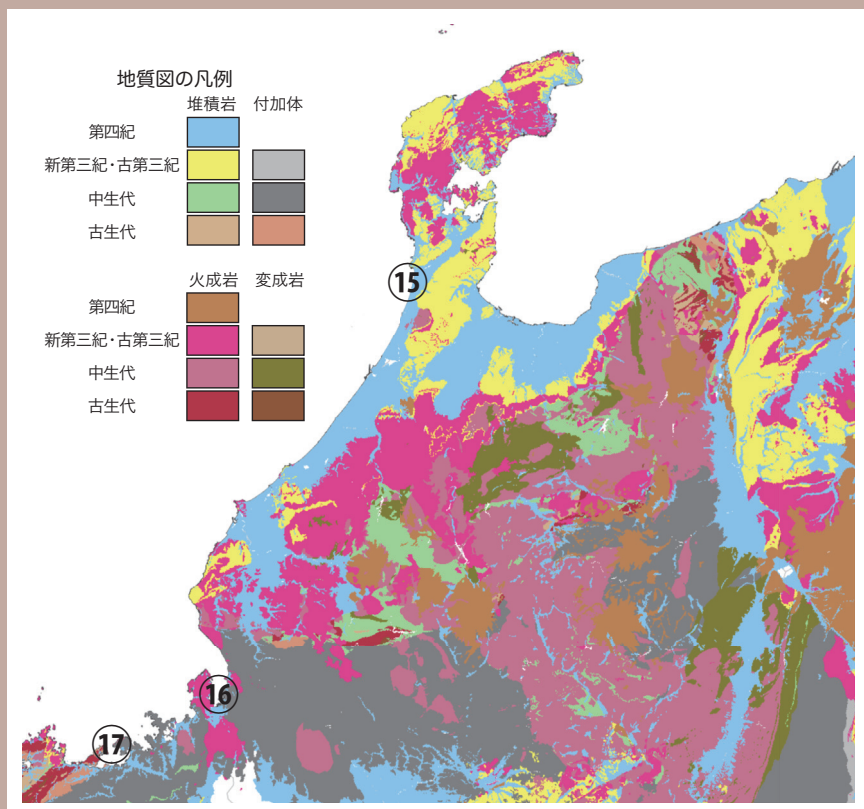 地質図の凡例
堆積岩 付加体
第四紀
新第三紀・古第三紀
中生代
古生代
火成岩 変成岩
第四紀
新第三紀・古第三紀
中生代
古生代
15
16
17